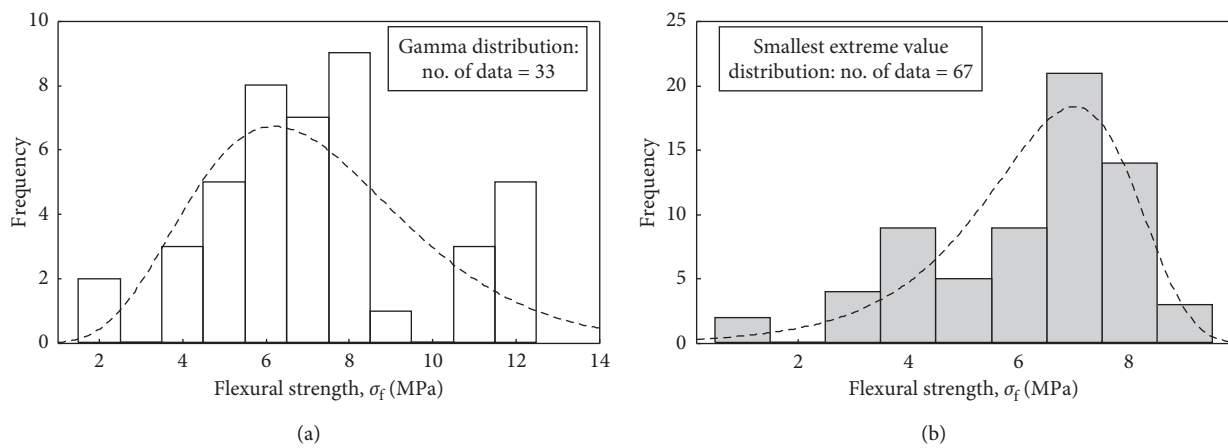 10
8
6
4
2
0
Frequency
Gamma distribution:
no. of data = 33
2 4 6 8 10 12 14
Flexural strength, σf (MPa)
(a)
25
20
15
10
5
0
Frequency
Smallest extreme value
distribution: no. of data = 67
2 4 6 8
Flexural strength, σf (MPa)
(b)